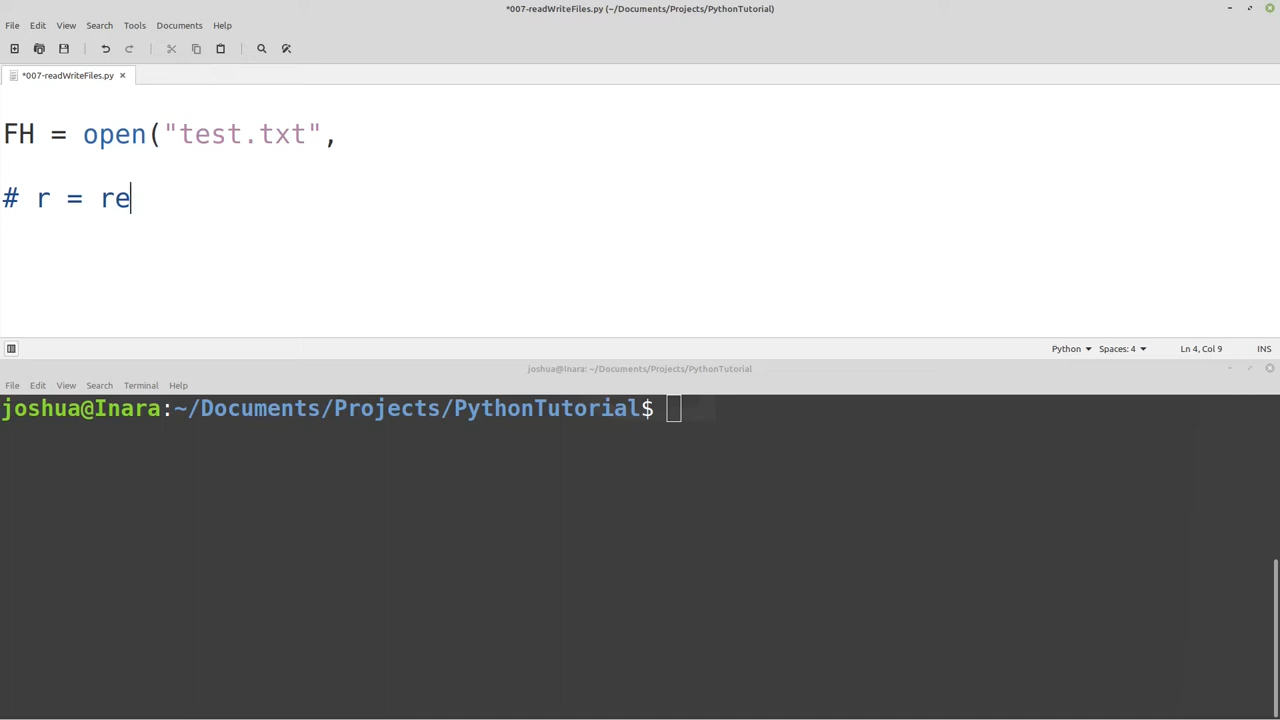 *007-readWriteFiles.py (~/Documents/Projects/PythonTutorial)
File Edit View Search Tools Documents Help
*007-readWriteFiles.py ×
FH = open("test.txt",
# r = re
Python Spaces: 4 Ln 4, Col 9 INS
joshua@Inara: ~/Documents/Projects/PythonTutorial
File Edit View Search Terminal Help
joshua@Inara:~/Documents/Projects/PythonTutorial$